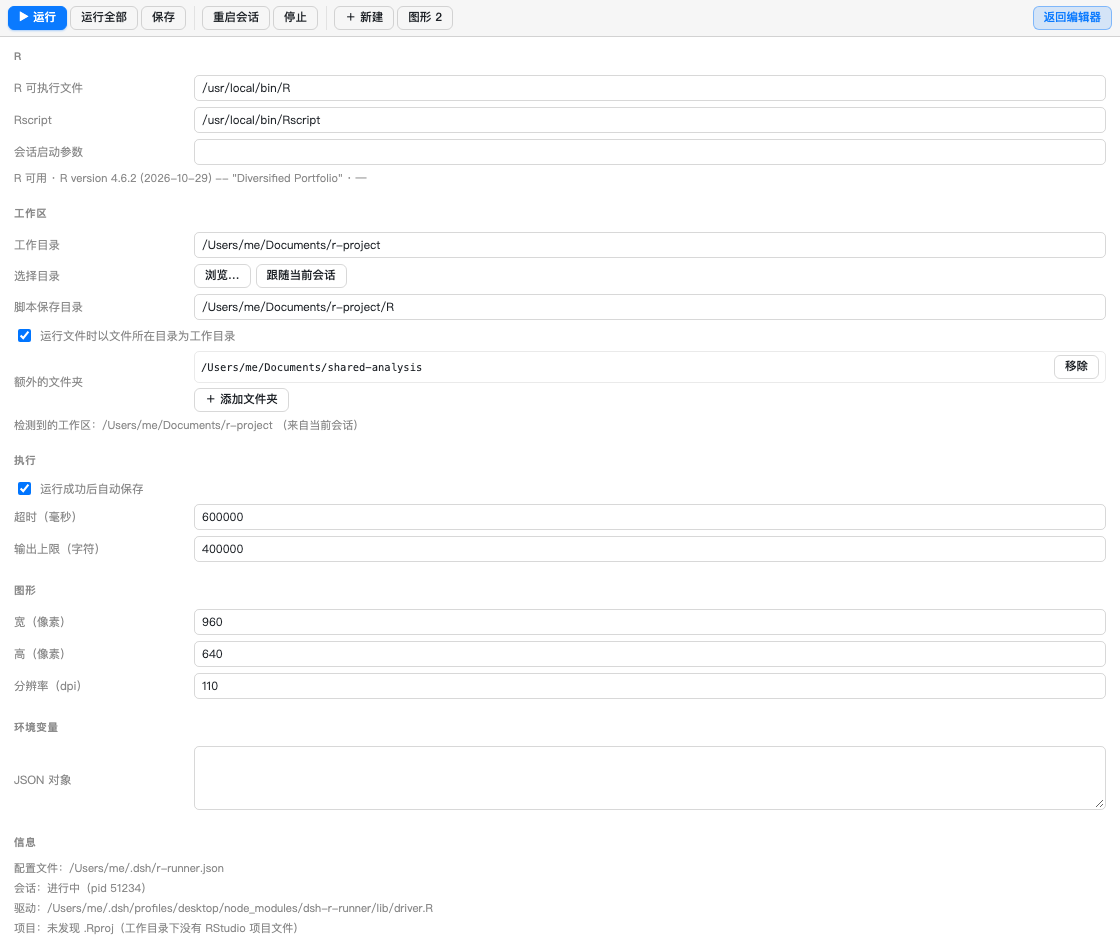 ▶ 运行 运行全部 保存 重启会话 停止 ＋ 新建 图形 2 返回编辑器
R
R 可执行文件 /usr/local/bin/R
Rscript /usr/local/bin/Rscript
会话启动参数
R 可用 · R version 4.6.2 (2026-10-29) -- "Diversified Portfolio" · —
工作区
工作目录 /Users/me/Documents/r-project
选择目录 浏览… 跟随当前会话
脚本保存目录 /Users/me/Documents/r-project/R
运行文件时以文件所在目录为工作目录
额外的文件夹 /Users/me/Documents/shared-analysis 移除
＋ 添加文件夹
检测到的工作区：/Users/me/Documents/r-project （来自当前会话）
执行
运行成功后自动保存
超时（毫秒） 600000
输出上限（字符） 400000
图形
宽（像素） 960
高（像素） 640
分辨率（dpi） 110
环境变量
JSON 对象
信息
配置文件：/Users/me/.dsh/r-runner.json
会话：进行中（pid 51234）
驱动：/Users/me/.dsh/profiles/desktop/node_modules/dsh-r-runner/lib/driver.R
项目：未发现 .Rproj（工作目录下没有 RStudio 项目文件）